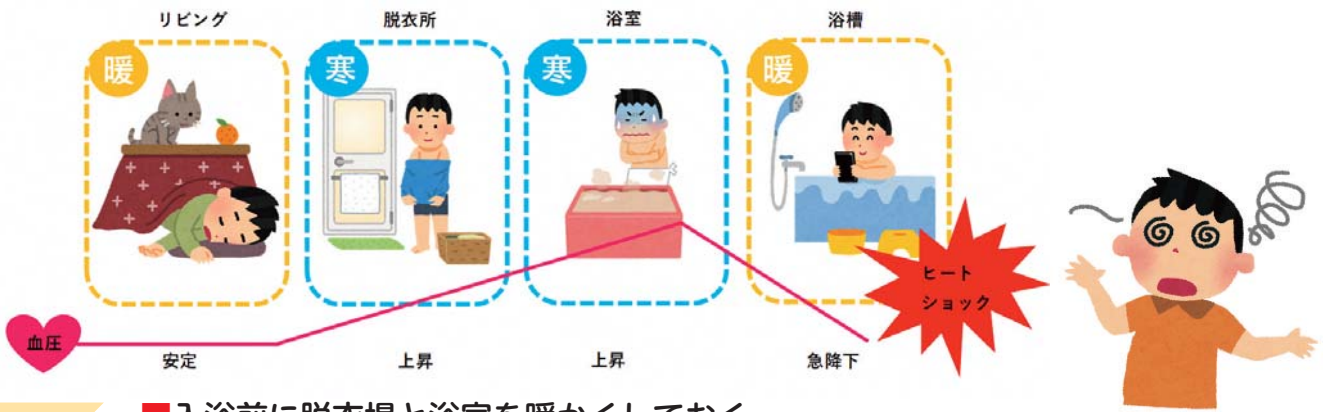 リビング
脱衣所
浴室
浴槽
暖
寒
寒
暖
ヒート
ショック
血圧
安定
上昇
上昇
急降下
■入浴前に脱衣場と浴室を暖かくしておく